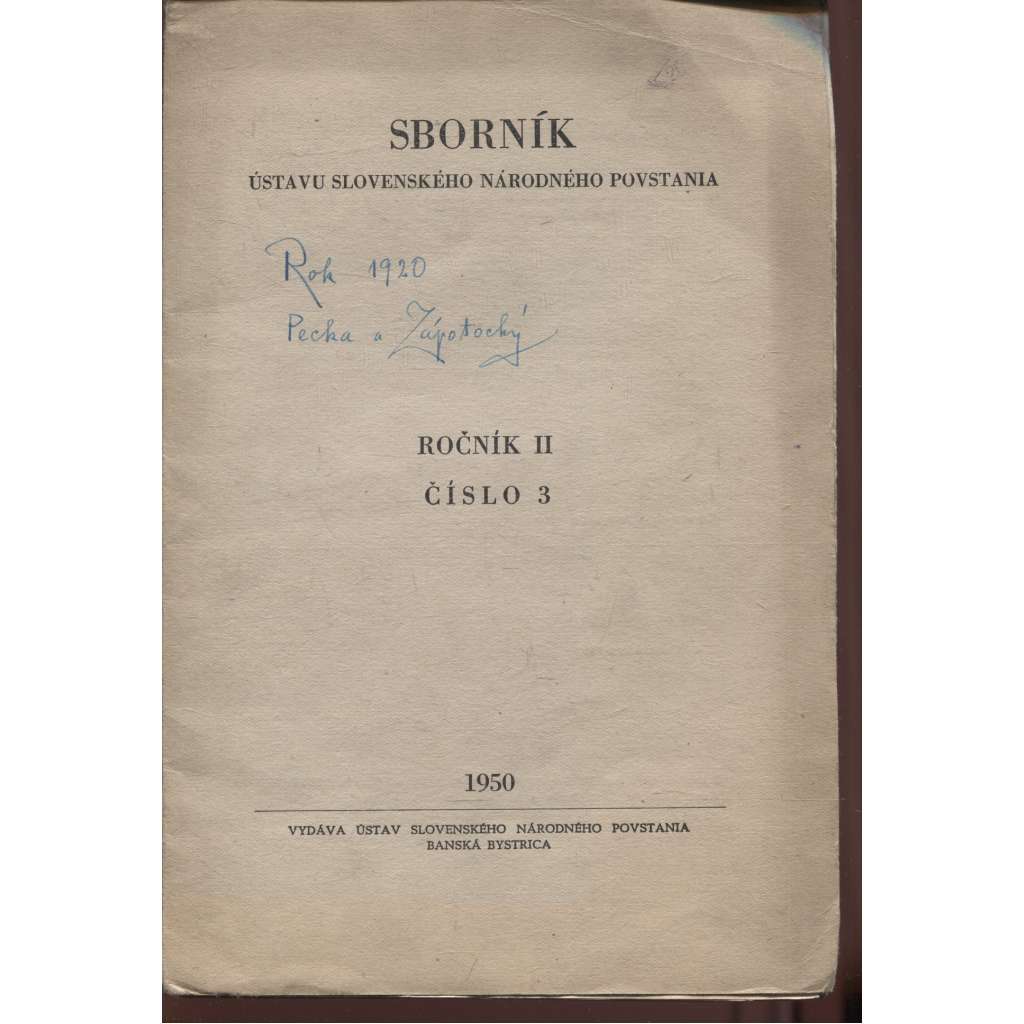 SBORNÍK
ÚSTAVU SLOVENSKÉHO NÁRODNÉHO POVSTANIA
Rok 1920
Pecka a Zápotocký
ROČNÍK II
ČÍSLO 3
1950
VYDÁVA ÚSTAV SLOVENSKÉHO NÁRODNÉHO POVSTANIA
BANSKÁ BYSTRICA